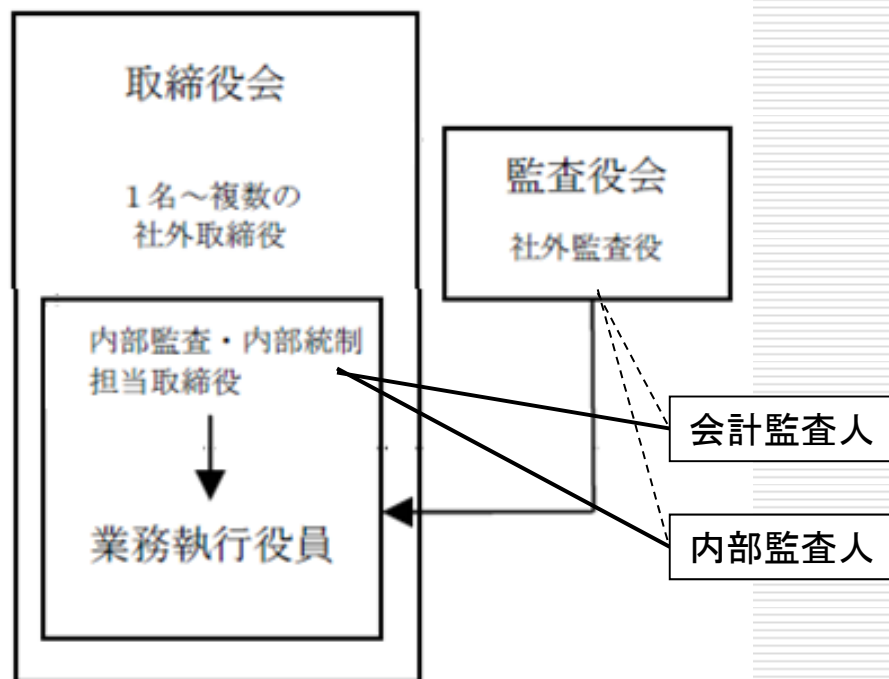 取締役会
1名～複数の
社外取締役
内部監査・内部統制
担当取締役
業務執行役員
監査役会
社外監査役
会計監査人
内部監査人